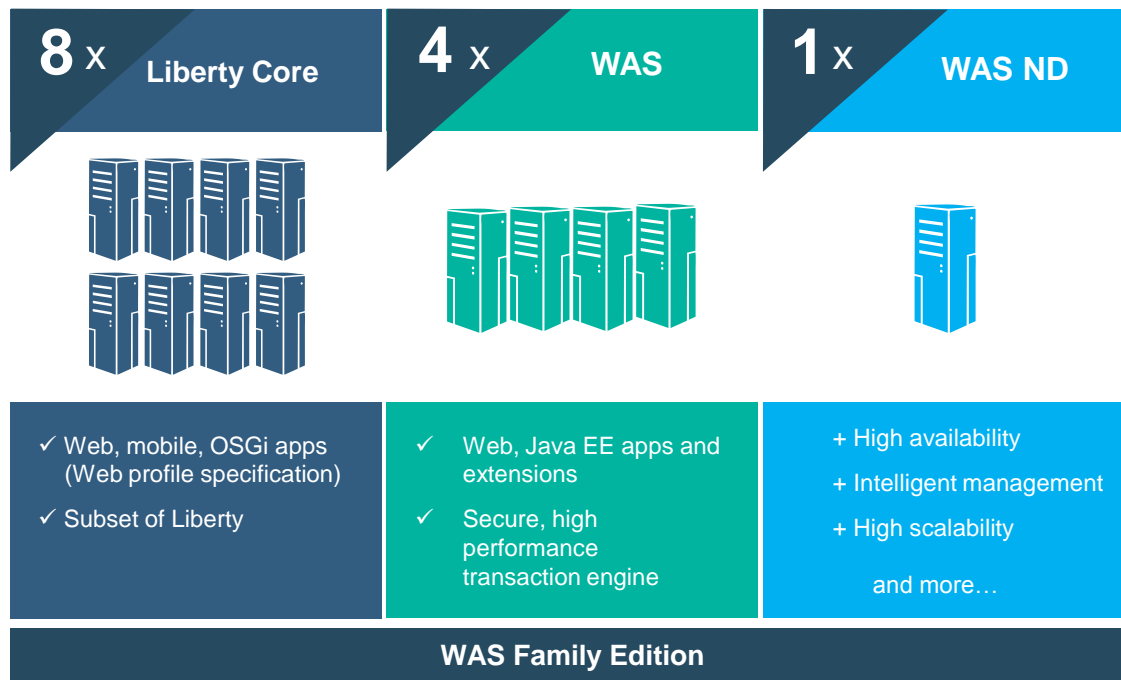 8 x
Liberty Core
4 x
WAS
1 x
WAS ND
✓ Web, mobile, OSGi apps
(Web profile specification)
✓ Subset of Liberty
✓ Web, Java EE apps and
extensions
✓ Secure, high
performance
transaction engine
+ High availability
+ Intelligent management
+ High scalability
and more…
WAS Family Edition